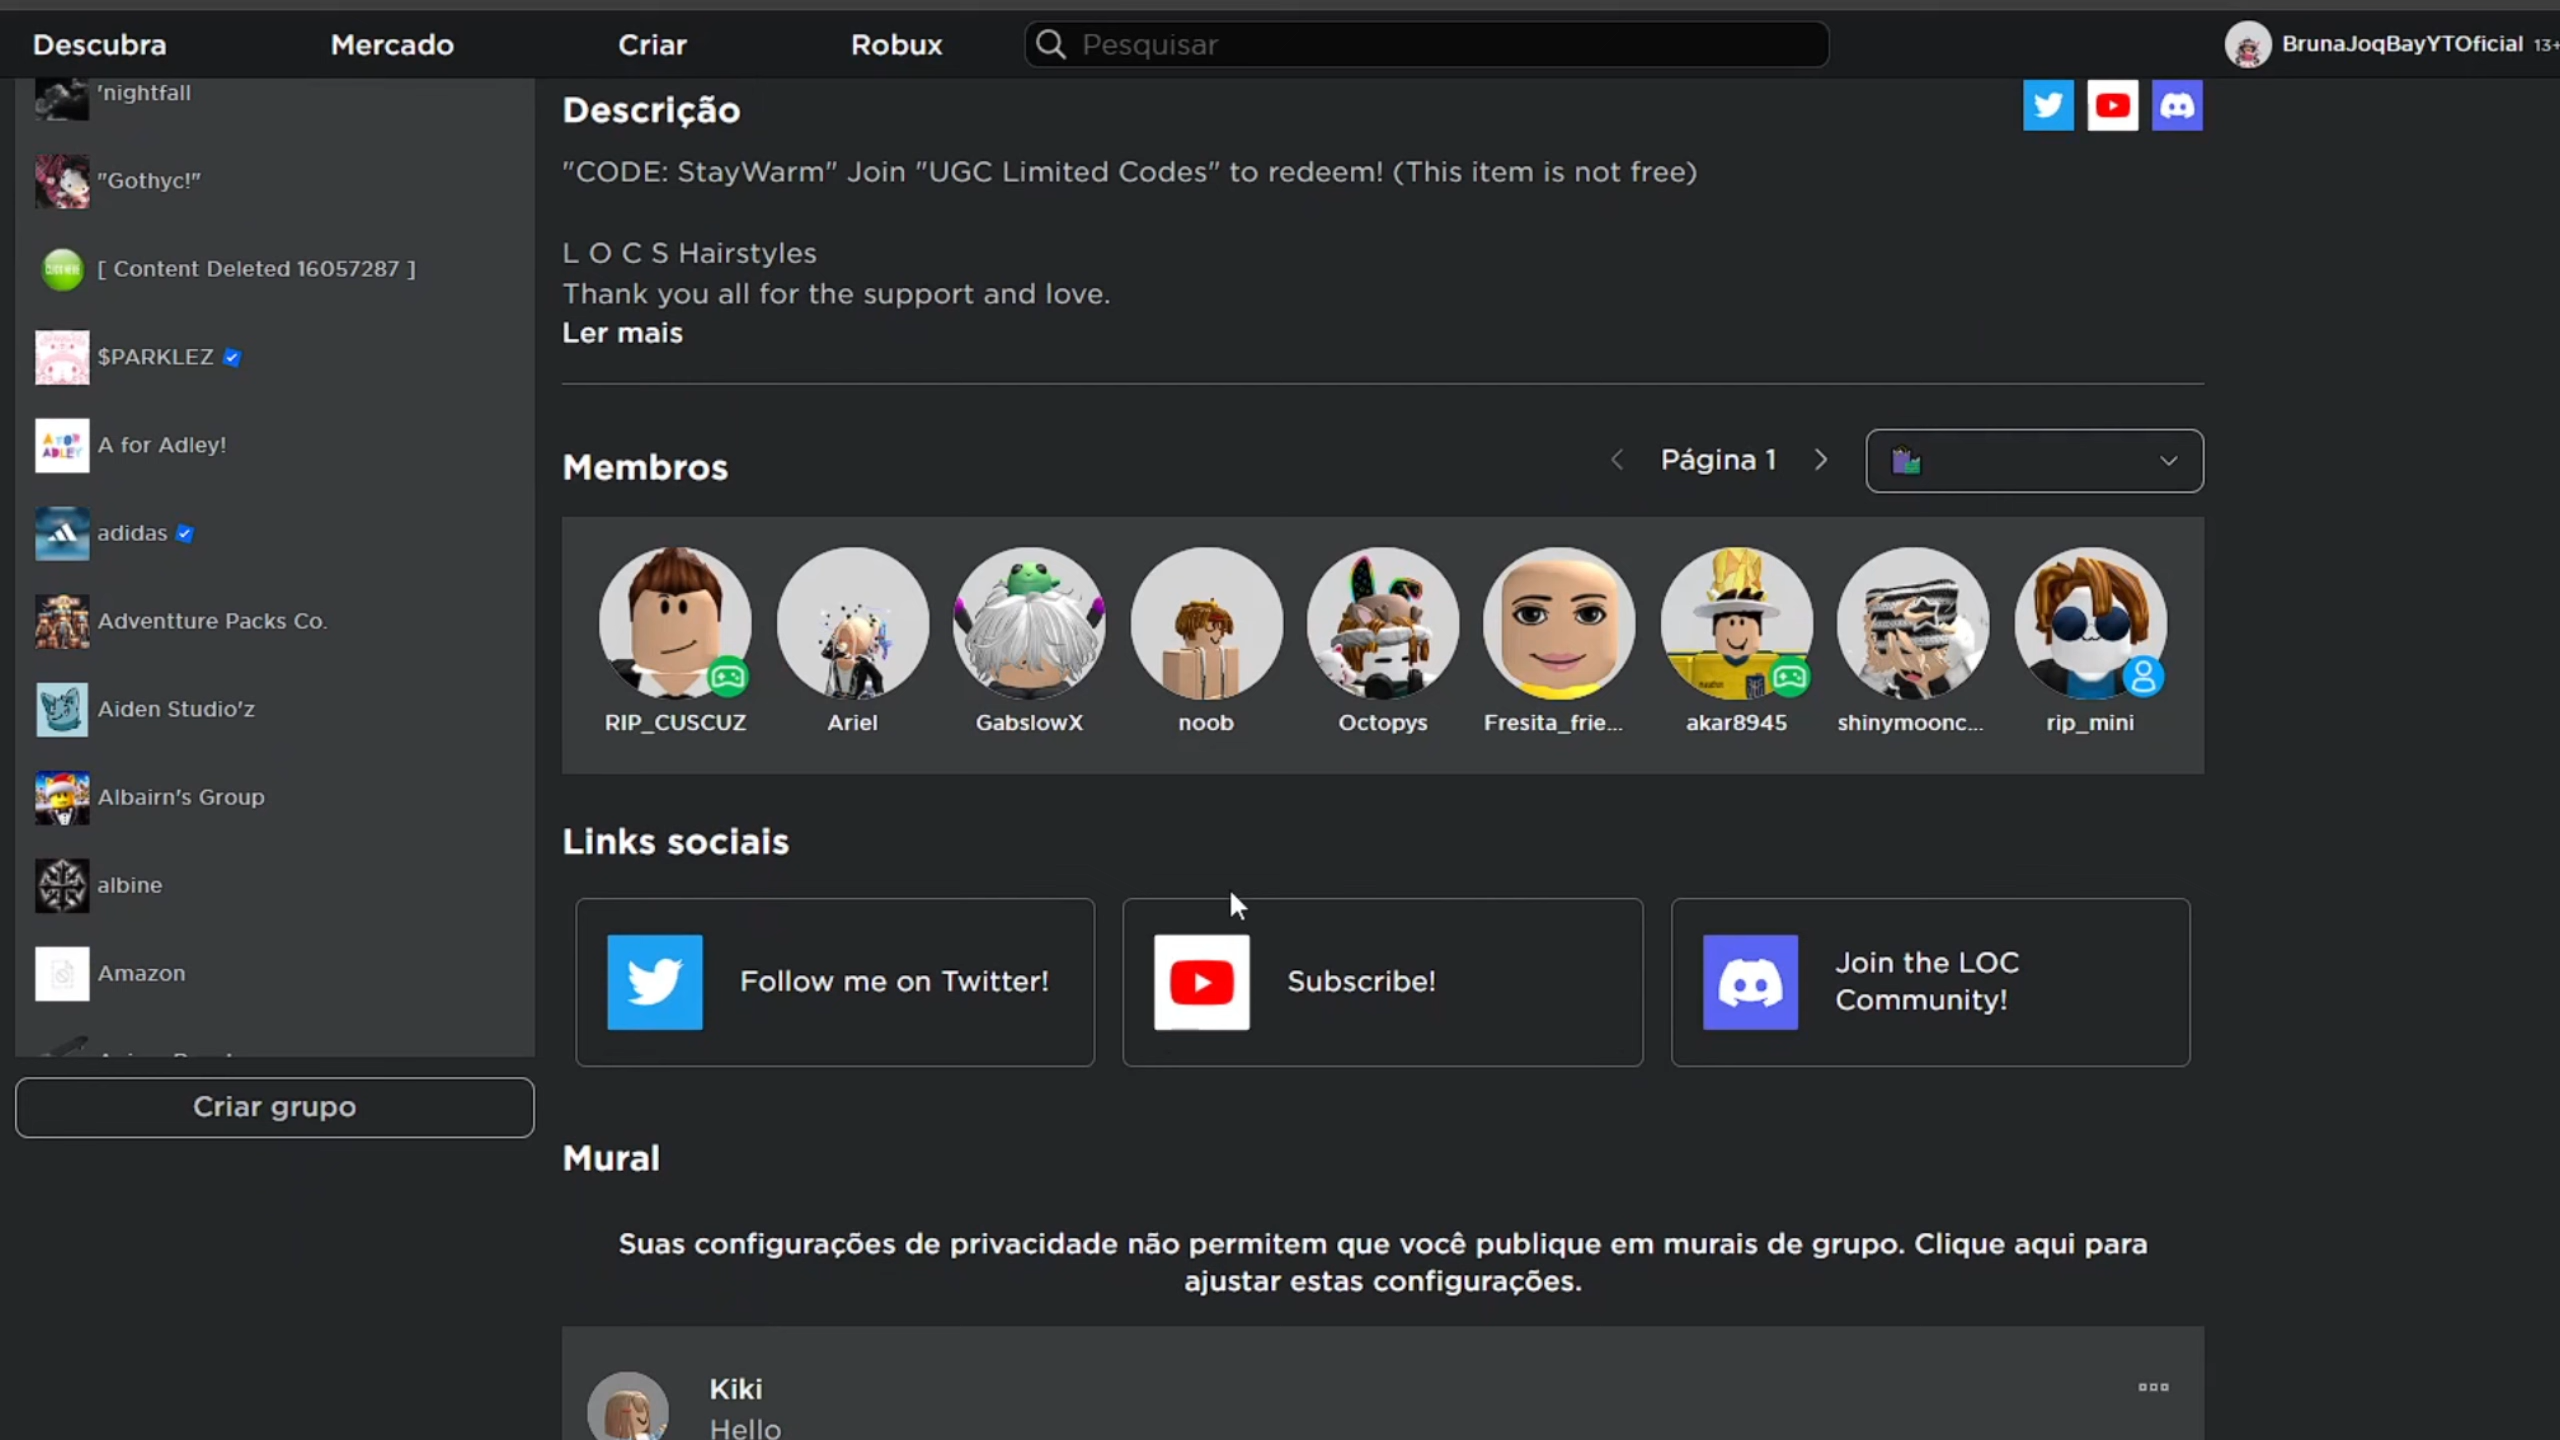 Descubra
Mercado
Criar
Robux
Pesquisar
BrunaJoqBayYTOficial 13+
'nightfall
"Gothyc!"
[ Content Deleted 16057287 ]
$PARKLEZ
A for Adley!
adidas
Adventture Packs Co.
Aiden Studio'z
Albairn's Group
albine
Amazon
Criar grupo
Descrição
"CODE: StayWarm" Join "UGC Limited Codes" to redeem! (This item is not free)
L O C S Hairstyles
Thank you all for the support and love.
Ler mais
Membros
Página 1
RIP_CUSCUZ
Ariel
GabslowX
noob
Octopys
Fresita_frie...
akar8945
shinymoonc...
rip_mini
Links sociais
Follow me on Twitter!
Subscribe!
Join the LOC
Community!
Mural
Suas configurações de privacidade não permitem que você publique em murais de grupo. Clique aqui para
ajustar estas configurações.
Kiki
Hello